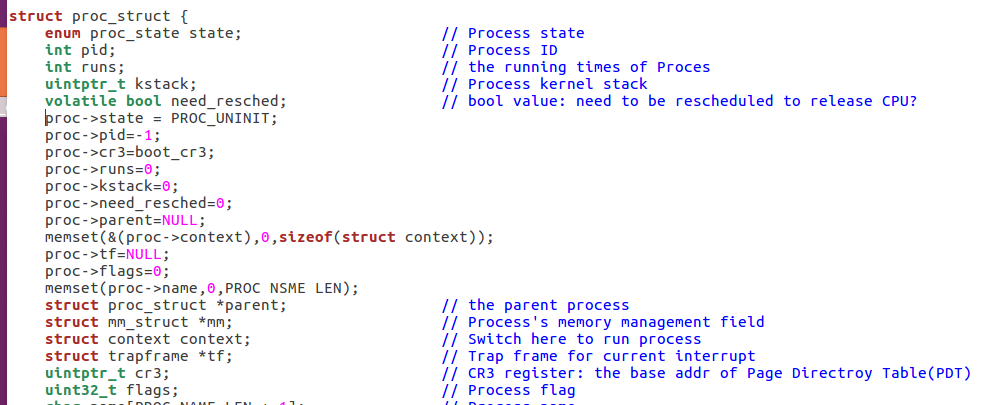 struct proc_struct {
    enum proc_state state;                      // Process state
    int pid;                                    // Process ID
    int runs;                                   // the running times of Proces
    uintptr_t kstack;                           // Process kernel stack
    volatile bool need_resched;                 // bool value: need to be rescheduled to release CPU?
    proc->state = PROC_UNINIT;
    proc->pid=-1;
    proc->cr3=boot_cr3;
    proc->runs=0;
    proc->kstack=0;
    proc->need_resched=0;
    proc->parent=NULL;
    memset(&(proc->context),0,sizeof(struct context));
    proc->tf=NULL;
    proc->flags=0;
    memset(proc->name,0,PROC NSME LEN);
    struct proc_struct *parent;                 // the parent process
    struct mm_struct *mm;                       // Process's memory management field
    struct context context;                     // Switch here to run process
    struct trapframe *tf;                       // Trap frame for current interrupt
    uintptr_t cr3;                              // CR3 register: the base addr of Page Directroy Table(PDT)
    uint32_t flags;                             // Process flag